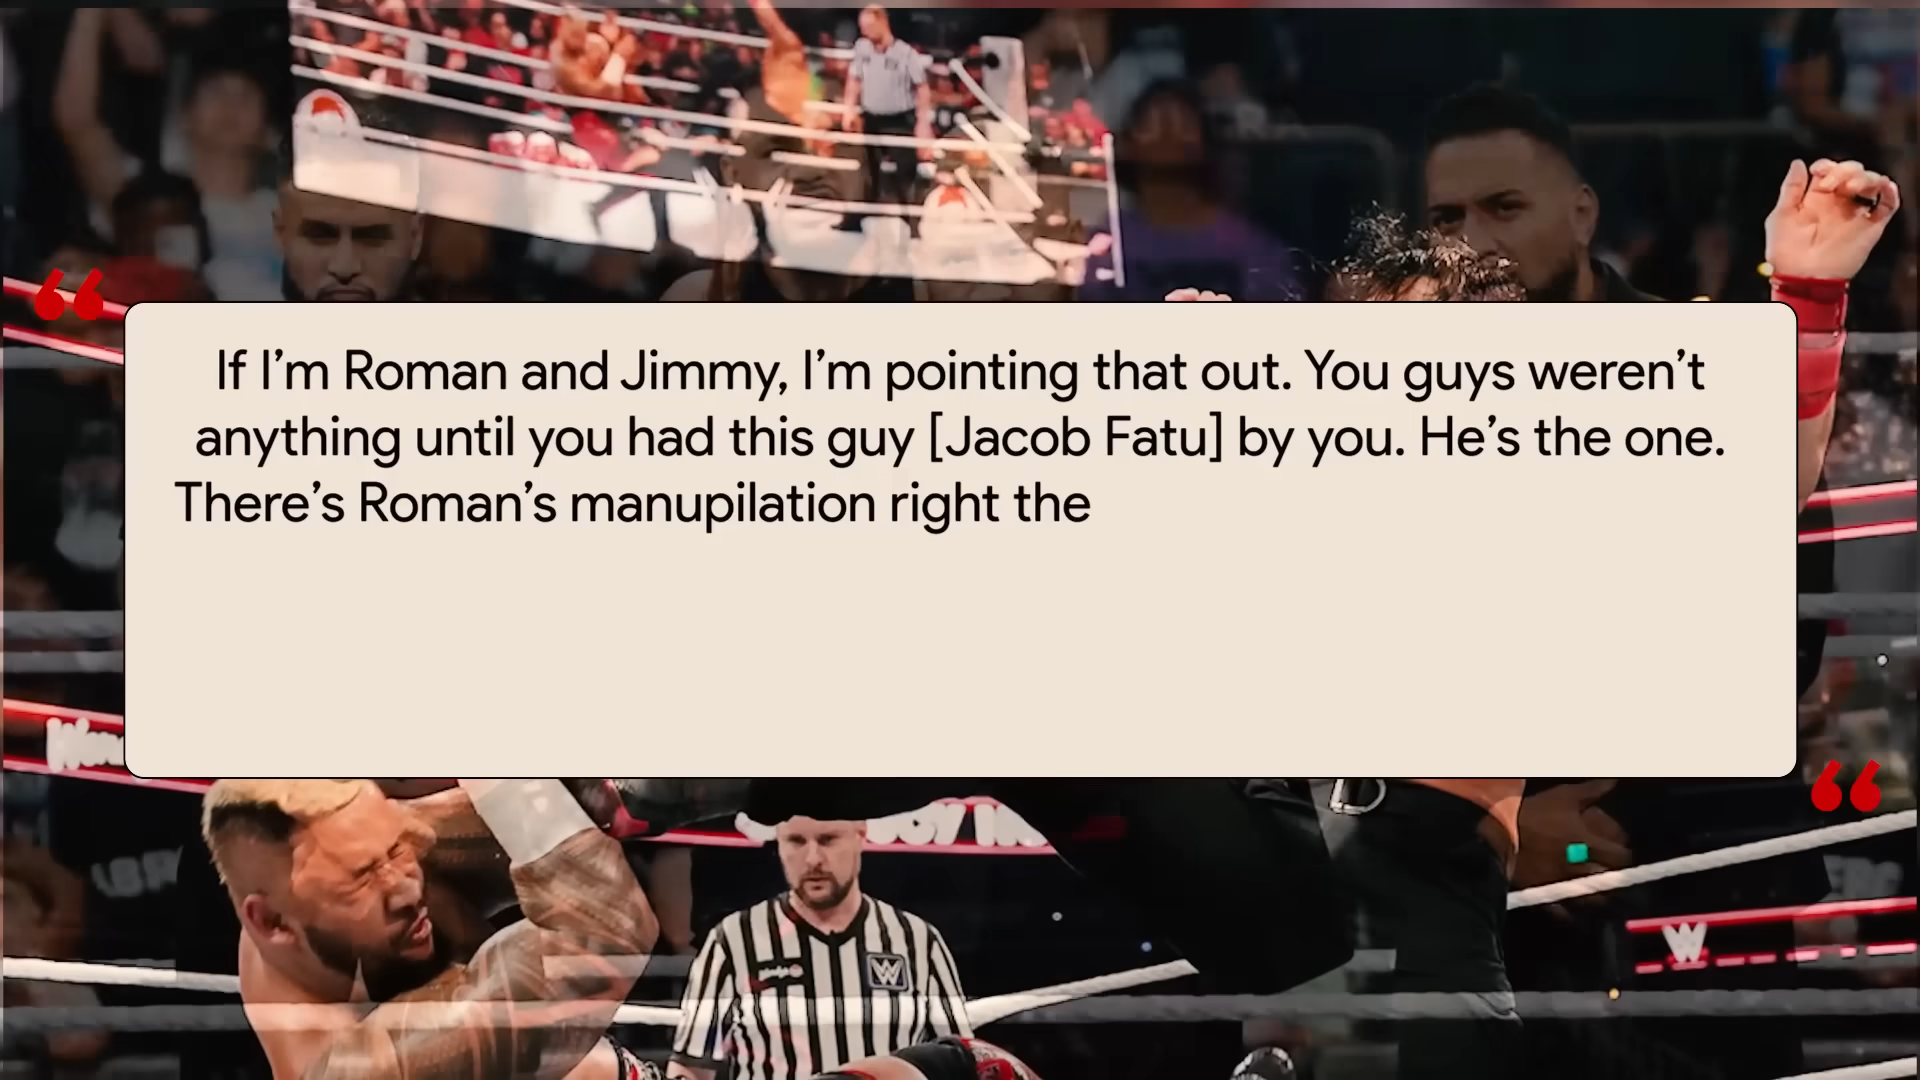 “
If I’m Roman and Jimmy, I’m pointing that out. You guys weren’t
anything until you had this guy [Jacob Fatu] by you. He’s the one.
There’s Roman’s manupilation right the
“
W
W